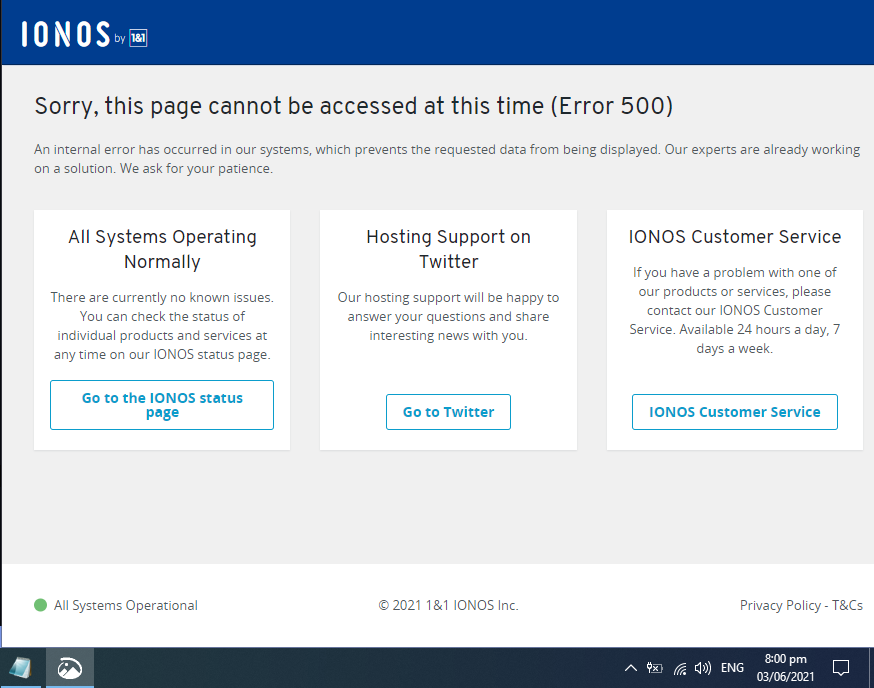 IONOS by 1&1
Sorry, this page cannot be accessed at this time (Error 500)
An internal error has occurred in our systems, which prevents the requested data from being displayed. Our experts are already working
on a solution. We ask for your patience.
All Systems Operating
Normally
There are currently no known issues.
You can check the status of
individual products and services at
any time on our IONOS status page.
Go to the IONOS status
page
Hosting Support on
Twitter
Our hosting support will be happy to
answer your questions and share
interesting news with you.
Go to Twitter
IONOS Customer Service
If you have a problem with one of
our products or services, please
contact our IONOS Customer
Service. Available 24 hours a day, 7
days a week.
IONOS Customer Service
All Systems Operational
© 2021 1&1 IONOS Inc.
Privacy Policy - T&Cs
ENG
8:00 pm
03/06/2021